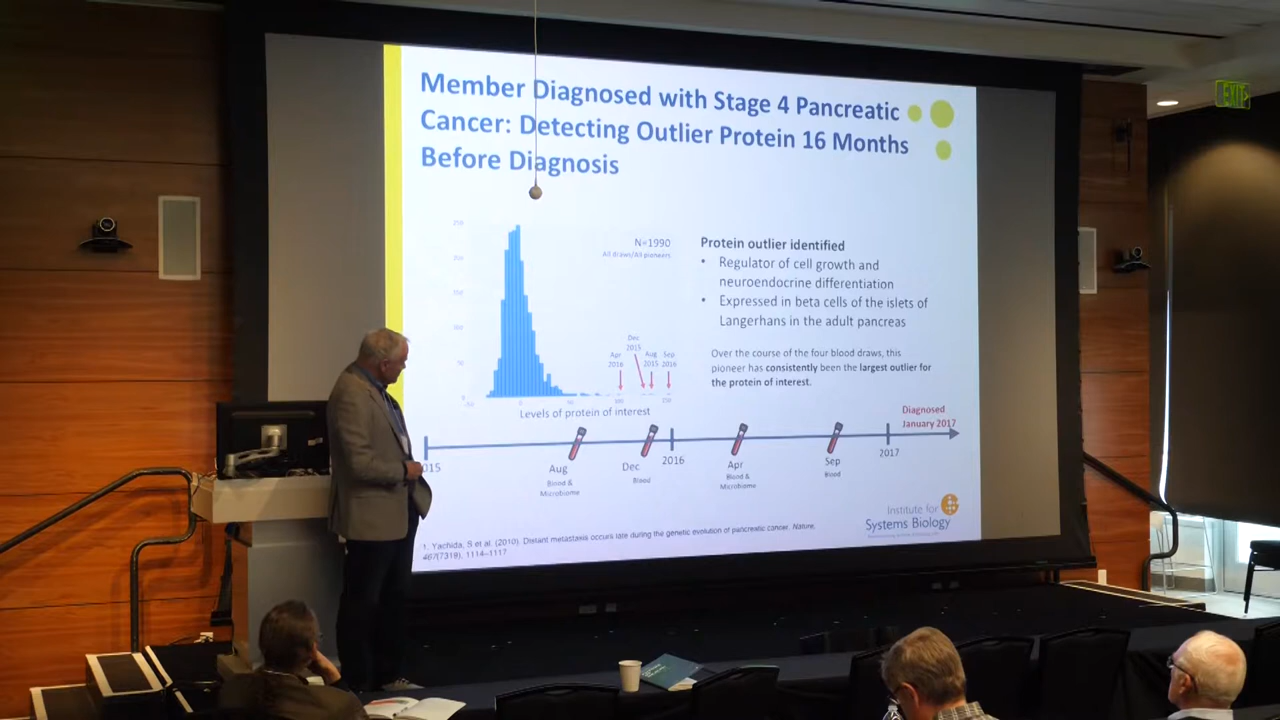 Member Diagnosed with Stage 4 Pancreatic
Cancer: Detecting Outlier Protein 16 Months
Before Diagnosis
N=1990
All draws/All pioneers
Protein outlier identified
• Regulator of cell growth and
neuroendocrine differentiation
• Expressed in beta cells of the islets of
Langerhans in the adult pancreas
Over the course of the four blood draws, this
pioneer has consistently been the largest outlier for
the protein of interest.
Apr
2016
Dec
2015
Aug
2015
Sep
2016
Levels of protein of interest
Diagnosed
January 2017
015
Aug
Blood &
Microbiome
Dec
Blood
2016
Apr
Blood &
Microbiome
Sep
Blood
2017
Institute for
Systems Biology
1. Yachida, S et al. (2010). Distant metastasis occurs late during the genetic evolution of pancreatic cancer. Nature,
467(7319), 1114–1117
EXIT